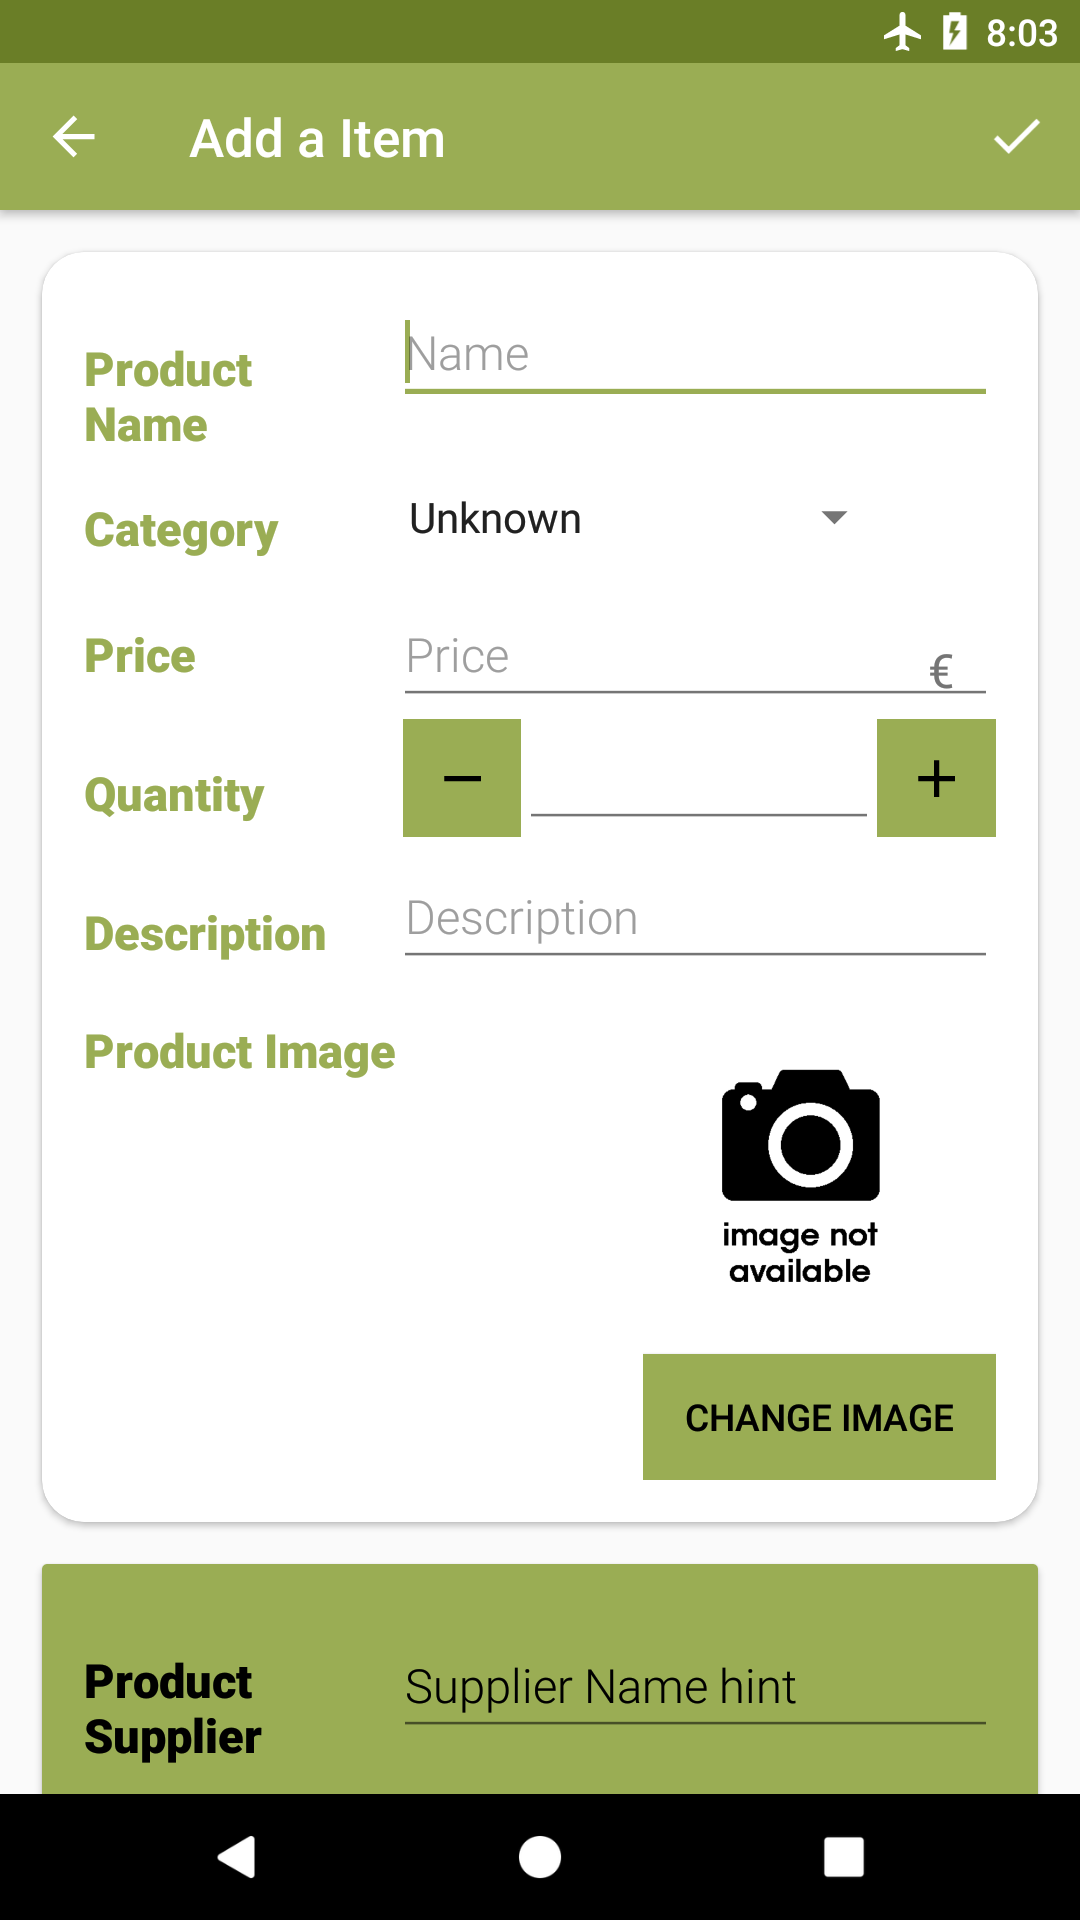 8:03
Add a Item
Product
Name
Name
Category
Unknown
Price
Price
€
Quantity
−
+
Description
Description
Product Image
image not
available
CHANGE IMAGE
Product
Supplier
Supplier Name hint